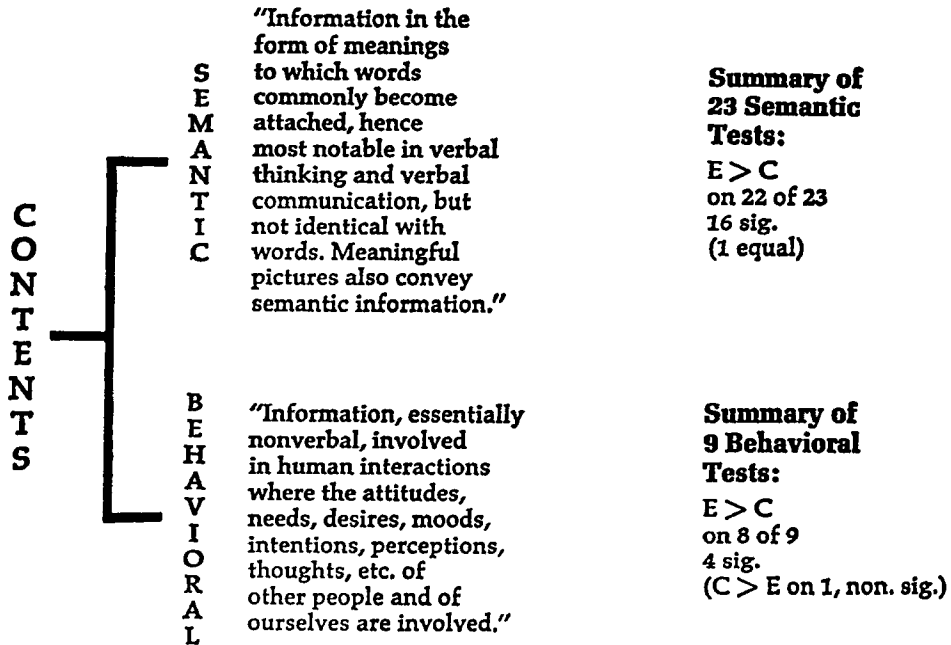 CONTENTS
SEMANTIC
"Information in the
form of meanings
to which words
commonly become
attached, hence
most notable in verbal
thinking and verbal
communication, but
not identical with
words. Meaningful
pictures also convey
semantic information."
Summary of
23 Semantic
Tests:
E > C
on 22 of 23
16 sig.
(1 equal)
BEHAVIORAL
"Information, essentially
nonverbal, involved
in human interactions
where the attitudes,
needs, desires, moods,
intentions, perceptions,
thoughts, etc. of
other people and of
ourselves are involved."
Summary of
9 Behavioral
Tests:
E > C
on 8 of 9
4 sig.
(C > E on 1, non. sig.)